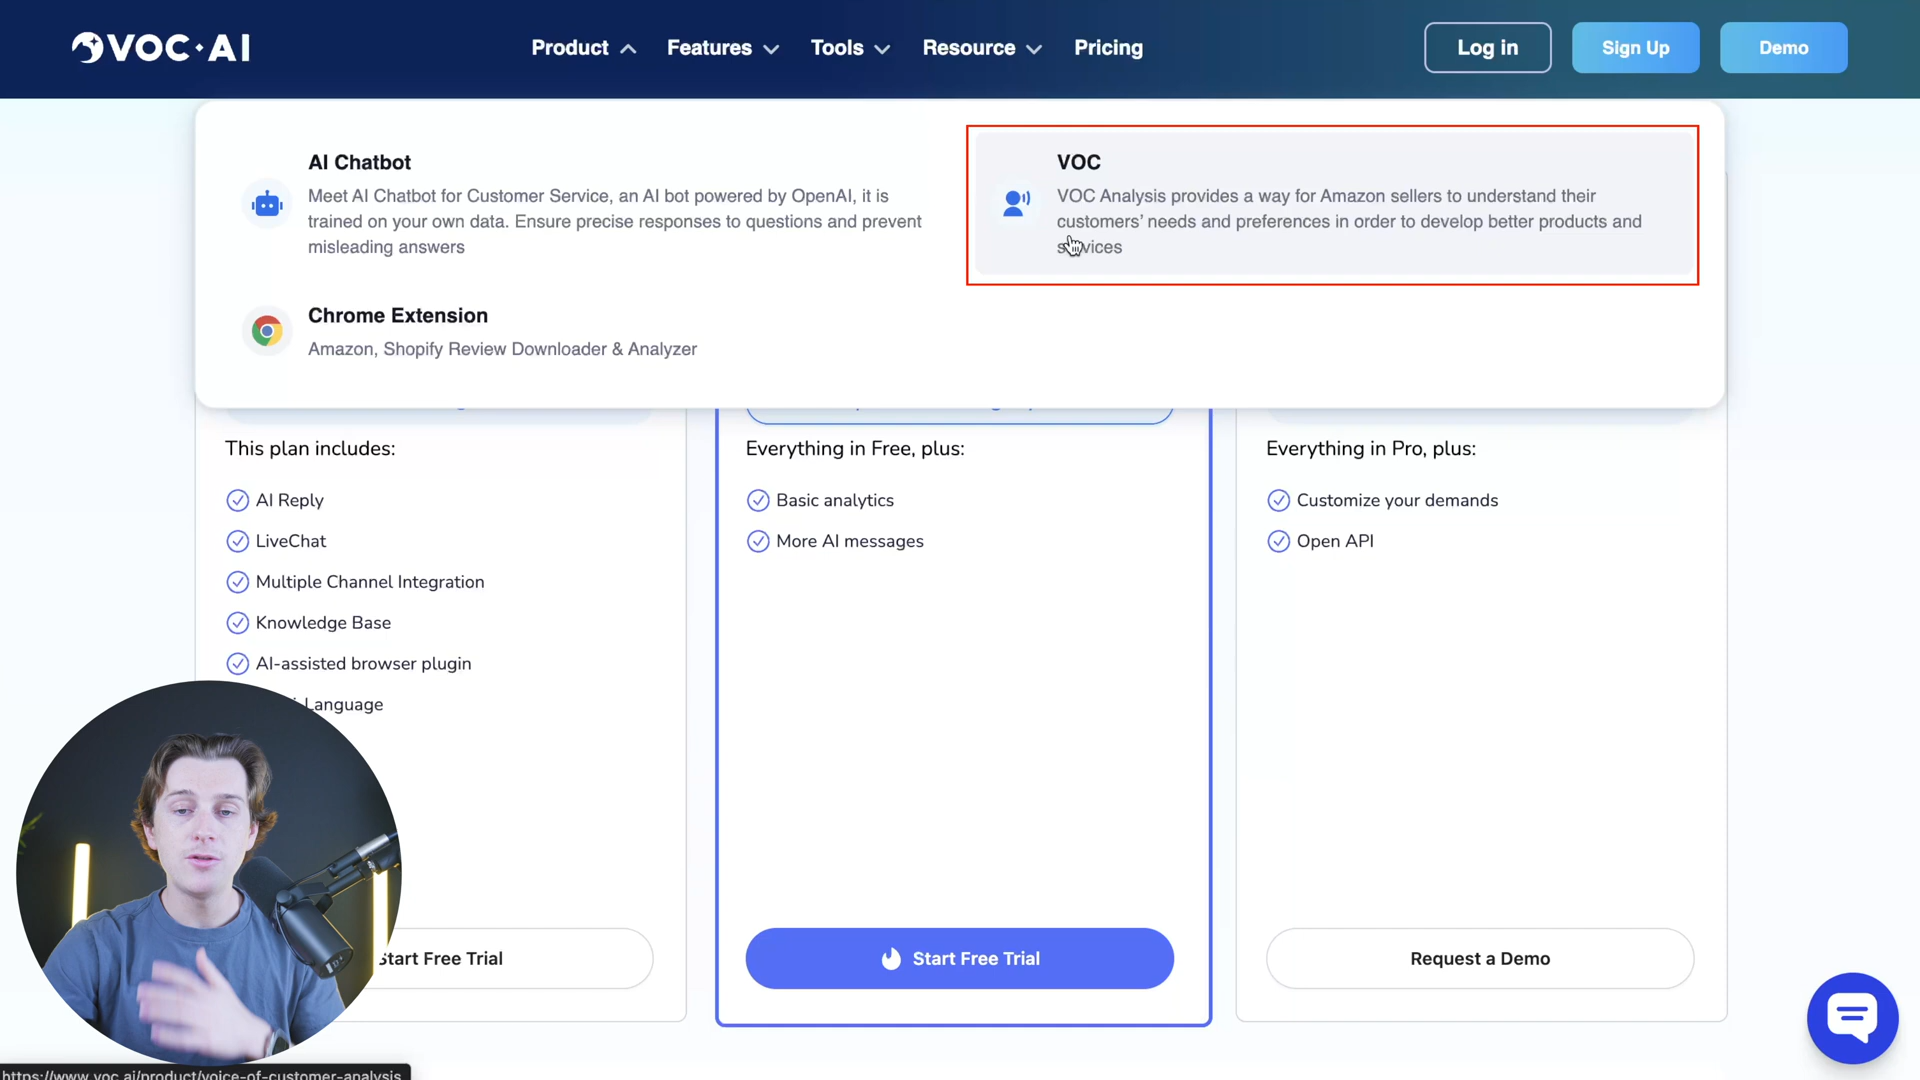 VOC·AI
Product
Features
Tools
Resource
Pricing
Log in
Sign Up
Demo
AI Chatbot
Meet AI Chatbot for Customer Service, an AI bot powered by OpenAI, it is
trained on your own data. Ensure precise responses to questions and prevent
misleading answers
VOC
VOC Analysis provides a way for Amazon sellers to understand their
customers’ needs and preferences in order to develop better products and
services
Chrome Extension
Amazon, Shopify Review Downloader & Analyzer
This plan includes:
AI Reply
LiveChat
Multiple Channel Integration
Knowledge Base
AI-assisted browser plugin
Language
Start Free Trial
Everything in Free, plus:
Basic analytics
More AI messages
Start Free Trial
Everything in Pro, plus:
Customize your demands
Open API
Request a Demo
https://www.voc.ai/product/voice-of-customer-analysis